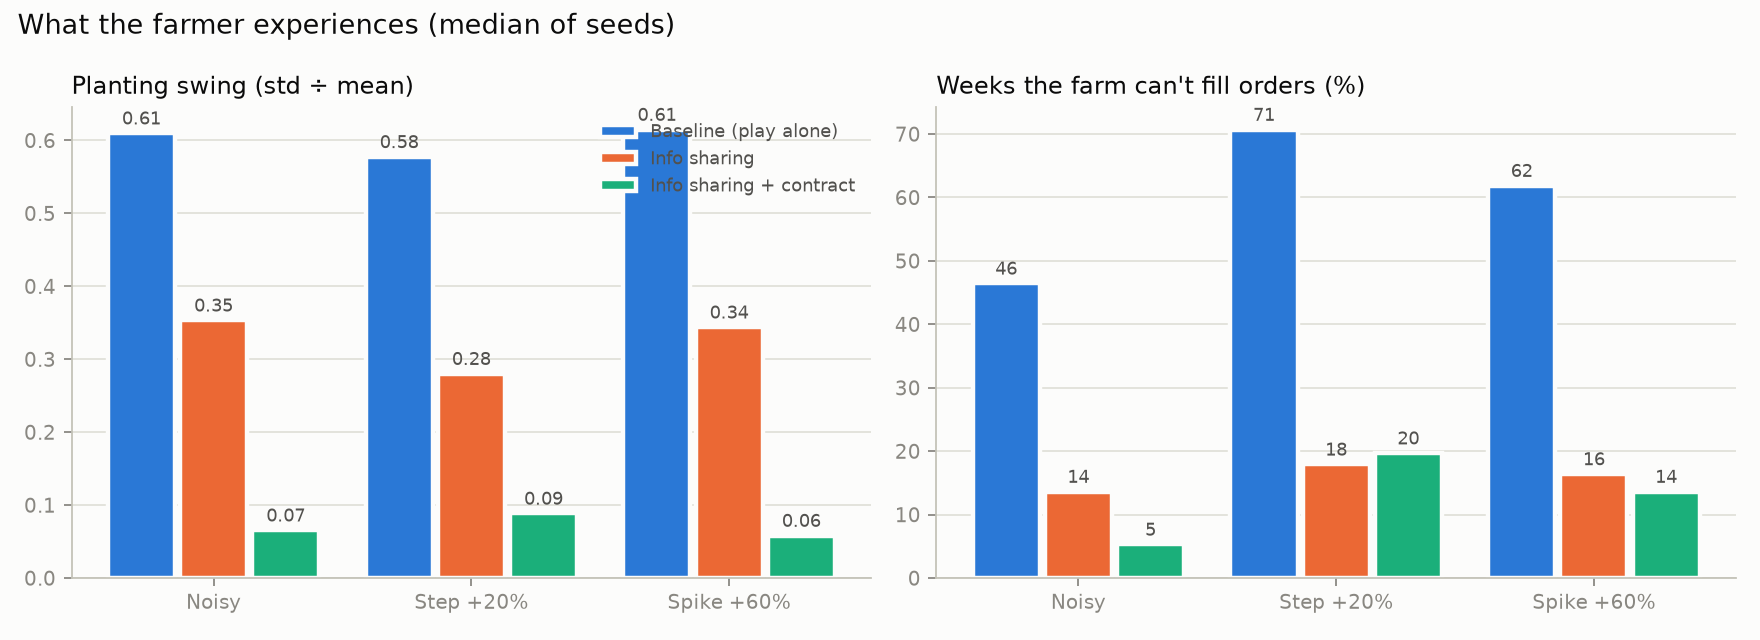 What the farmer experiences (median of seeds)
Planting swing (std ÷ mean)
0.6
0.5
0.4
0.3
0.2
0.1
0.0
0.61
0.35
0.07
0.58
0.28
0.09
0.61
0.34
0.06
Baseline (play alone)
Info sharing
Info sharing + contract
Noisy
Step +20%
Spike +60%
Weeks the farm can't fill orders (%)
70
60
50
40
30
20
10
0
46
14
5
71
18
20
62
16
14
Noisy
Step +20%
Spike +60%